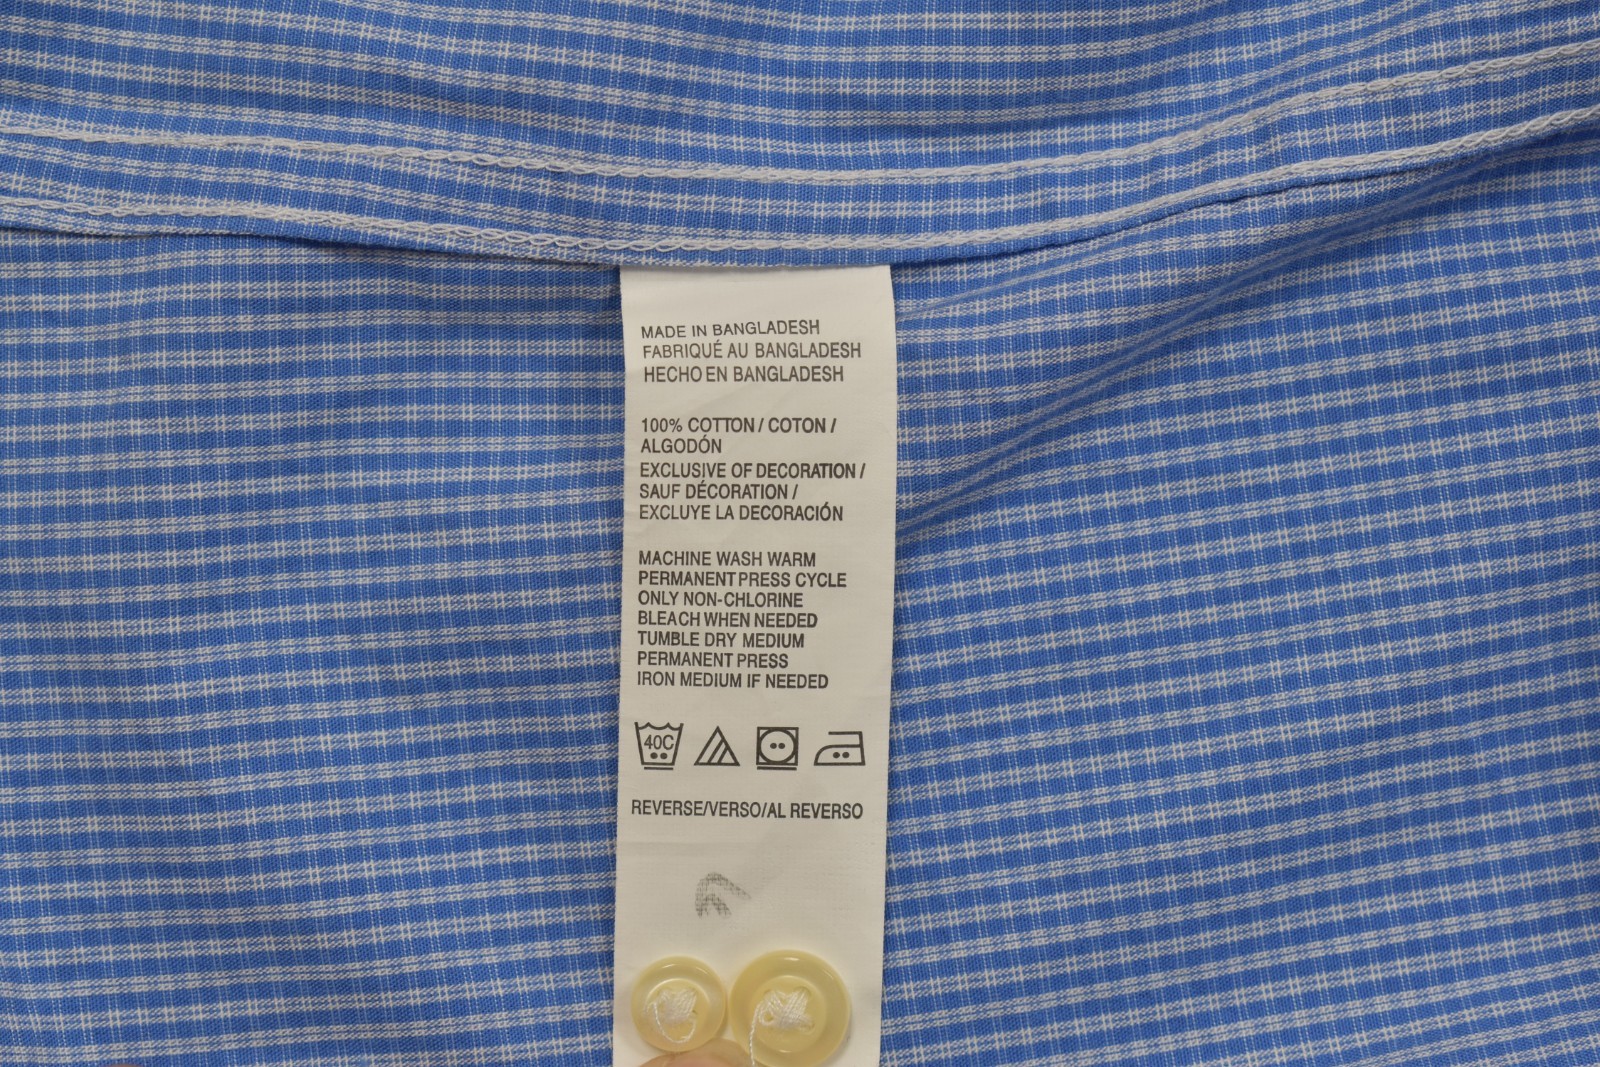 MADE IN BANGLADESH
FABRIQUÉ AU BANGLADESH
HECHO EN BANGLADESH
100% COTTON / COTON /
ALGODÓN
EXCLUSIVE OF DECORATION /
SAUF DÉCORATION /
EXCLUYE LA DECORACIÓN
MACHINE WASH WARM
PERMANENT PRESS CYCLE
ONLY NON-CHLORINE
BLEACH WHEN NEEDED
TUMBLE DRY MEDIUM
PERMANENT PRESS
IRON MEDIUM IF NEEDED
40C
REVERSE/VERSO/AL REVERSO